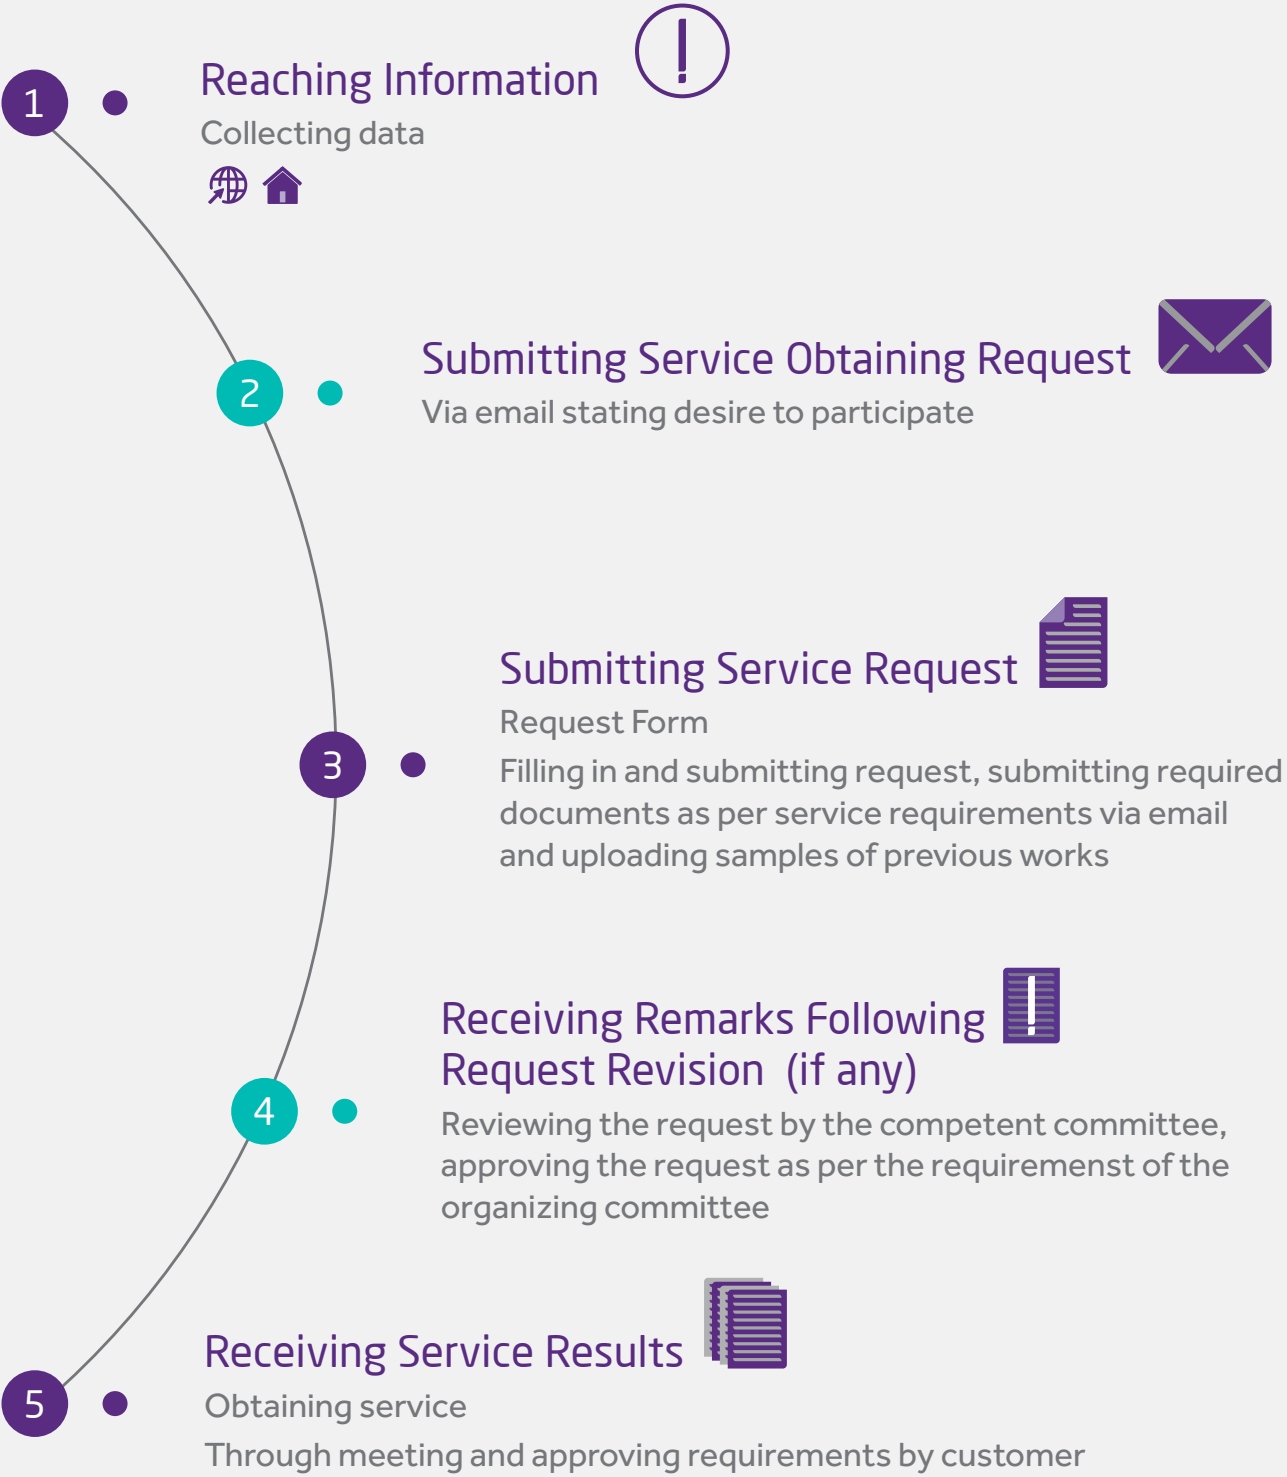 1
Reaching Information
Collecting data
2
Submitting Service Obtaining Request
Via email stating desire to participate
3
Submitting Service Request
Request Form
Filling in and submitting request, submitting required
documents as per service requirements via email
and uploading samples of previous works
4
Receiving Remarks Following
Request Revision (if any)
Reviewing the request by the competent committee,
approving the request as per the requiremenst of the
organizing committee
5
Receiving Service Results
Obtaining service
Through meeting and approving requirements by customer